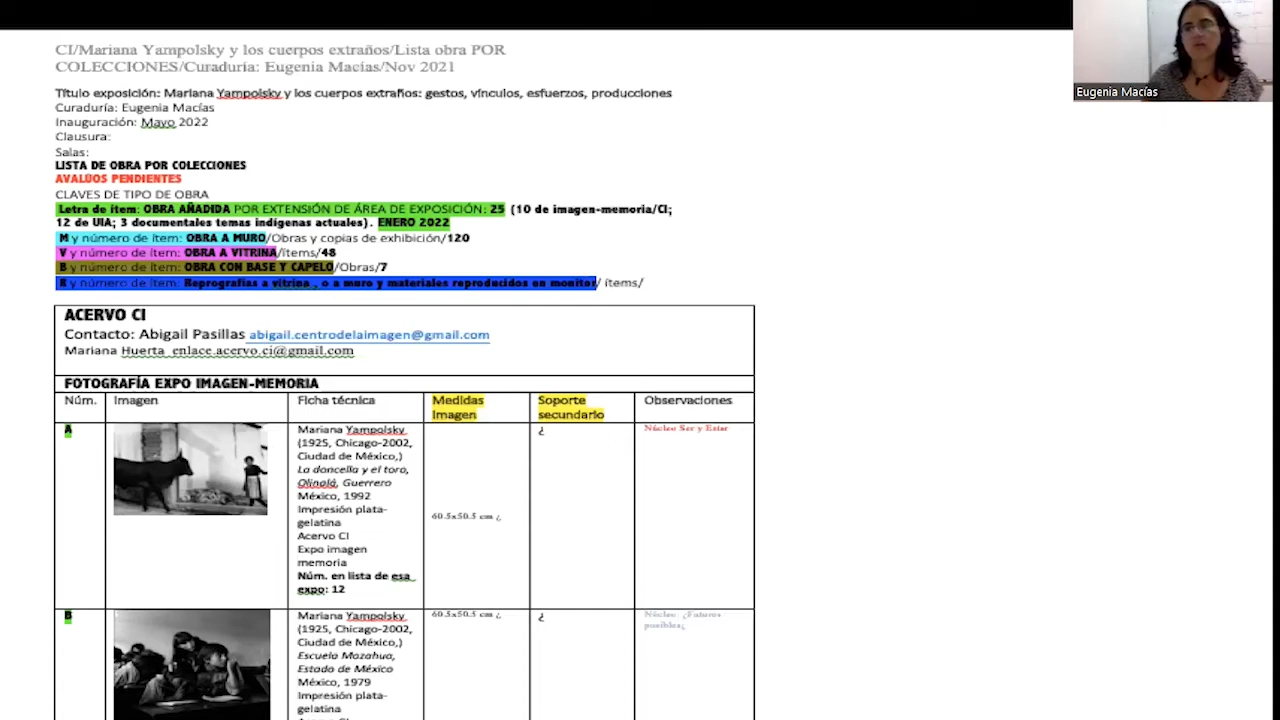 CI/Mariana Yampolsky y los cuerpos extraños/Lista obra POR
COLECCIONES/Curaduría: Eugenia Macías/Nov 2021
Eugenia Macías
Título exposición: Mariana Yampolsky y los cuerpos extraños: gestos, vínculos, esfuerzos, producciones
Curaduría: Eugenia Macías
Inauguración: Mayo 2022
Clausura:
Salas:
LISTA DE OBRA POR COLECCIONES
AVALÚOS PENDIENTES
CLAVES DE TIPO DE OBRA
Letra de ítem: OBRA AÑADIDA POR EXTENSIÓN DE ÁREA DE EXPOSICIÓN: 25 (10 de imagen-memoria/CI;
12 de UIA; 3 documentales temas indígenas actuales). ENERO 2022
M y número de ítem: OBRA A MURO/Obras y copias de exhibición/120
V y número de ítem: OBRA A VITRINA/ítems/48
B y número de ítem: OBRA CON BASE Y CAPELO/Obras/7
R y número de ítem: Reprografías a vitrina , o a muro y materiales reproducidos en monitor/ ítems/
ACERVO CI
Contacto: Abigail Pasillas abigail.centrodelaimagen@gmail.com
Mariana Huerta enlace.acervo.ci@gmail.com
FOTOGRAFÍA EXPO IMAGEN-MEMORIA
Núm.
Imagen
Ficha técnica
Medidas
Imagen
Soporte
secundario
Observaciones
A
Mariana Yampolsky
(1925, Chicago-2002,
Ciudad de México,)
La doncella y el toro,
Olinalá, Guerrero
México, 1992
Impresión plata-
gelatina
Acervo CI
Expo imagen
memoria
Núm. en lista de esa
expo: 12
60.5x50.5 cm ¿
¿
Núcleo Ser y Estar
B
Mariana Yampolsky
(1925, Chicago-2002,
Ciudad de México,)
Escuela Mazahua,
Estado de México
México, 1979
Impresión plata-
gelatina
60.5x50.5 cm ¿
¿
Núcleo: ¿Futuros
posibles¿